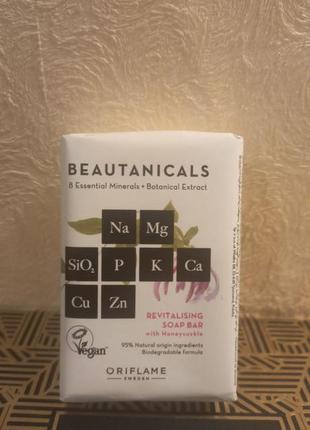 BEAUTANICALS
8 Essential Minerals + Botanical Extract
Na Mg
SiO₂ P K Ca
Cu Zn
REVITALISING
SOAP BAR
with Honeysuckle
Vegan
95% Natural origin ingredients
Biodegradable formula
ORIFLAME
SWEDEN